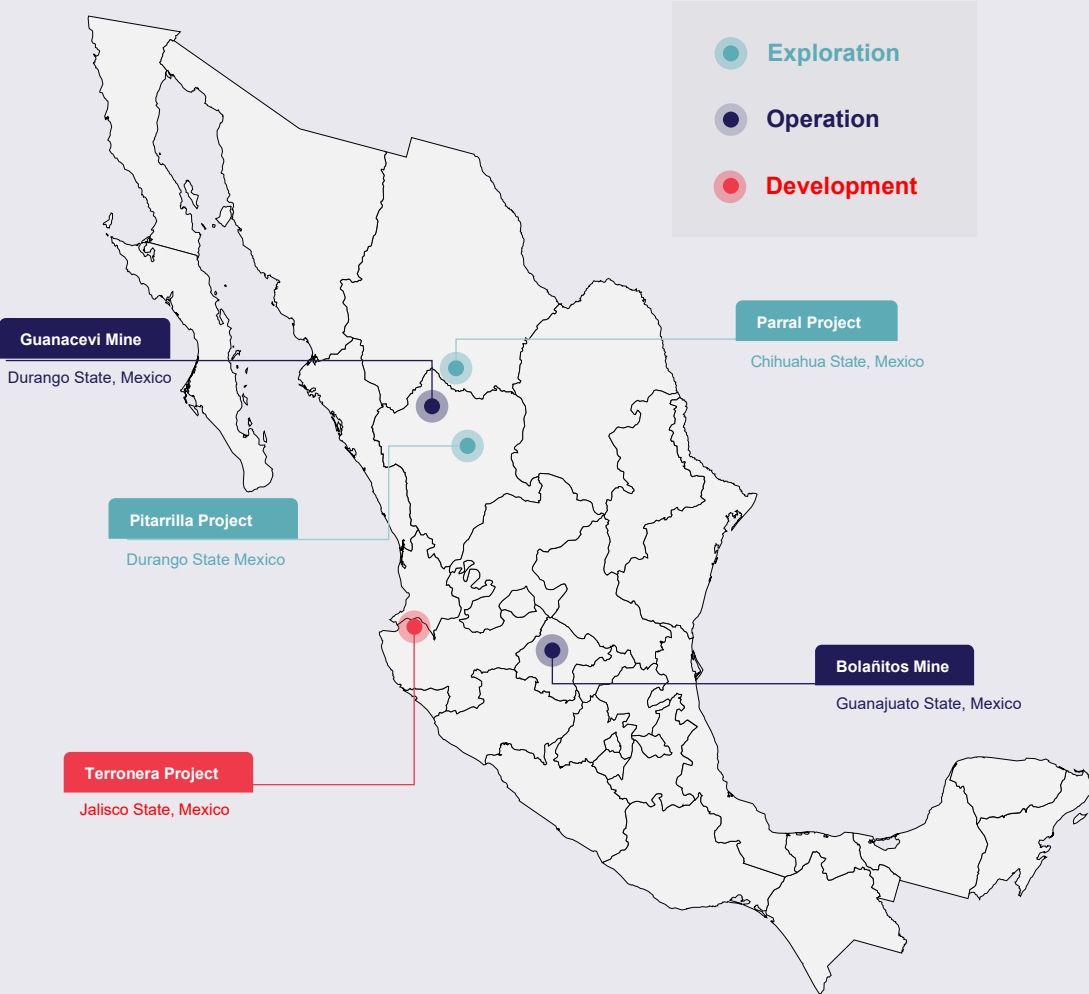 Exploration
Operation
Development
Parral Project
Chihuahua State, Mexico
Guanacevi Mine
Durango State, Mexico
Pitarrilla Project
Durango State Mexico
Bolañitos Mine
Guanajuato State, Mexico
Terronera Project
Jalisco State, Mexico